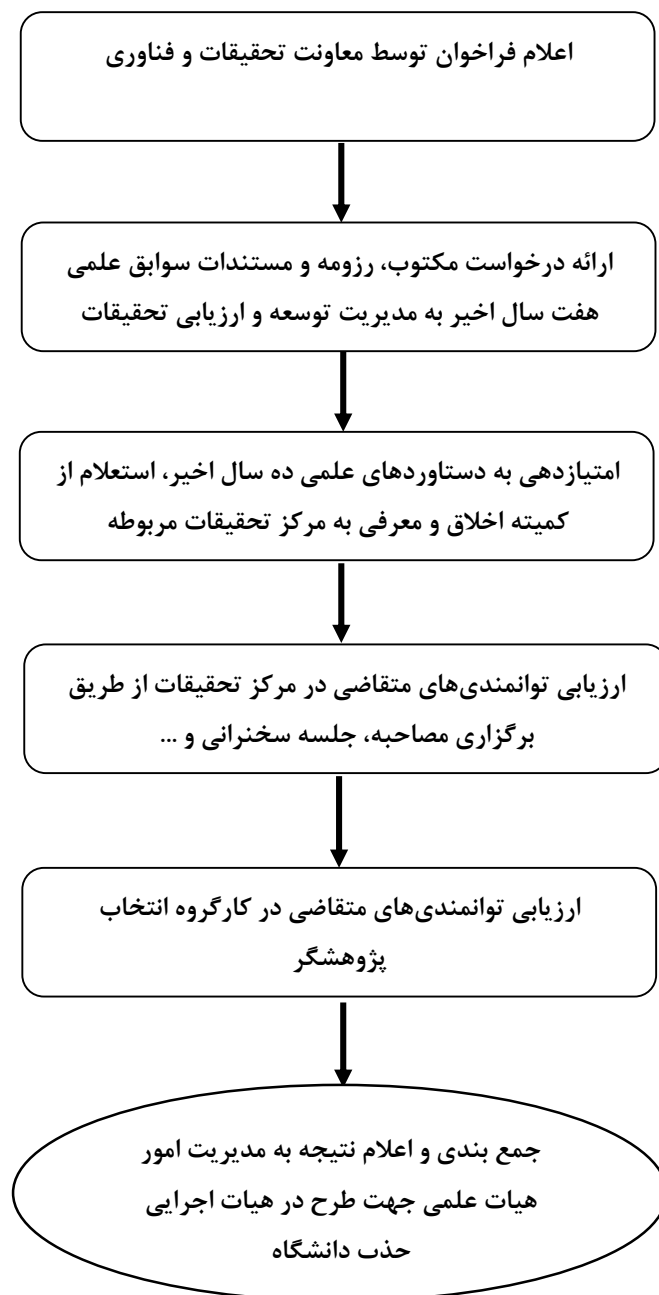 اعلام فراخوان توسط معاونت تحقیقات و فناوری
ارائه درخواست مکتوب، رزومه و مستندات سوابق علمی
هفت سال اخیر به مدیریت توسعه و ارزیابی تحقیقات
امتیازدهی به دستاوردهای علمی ده سال اخیر، استعلام از
کمیته اخلاق و معرفی به مرکز تحقیقات مربوطه
ارزیابی توانمندی‌های متقاضی در مرکز تحقیقات از طریق
برگزاری مصاحبه، جلسه سخنرانی و ...
ارزیابی توانمندی‌های متقاضی در کارگروه انتخاب
پژوهشگر
جمع بندی و اعلام نتیجه به مدیریت امور
هیات علمی جهت طرح در هیات اجرایی
حذب دانشگاه